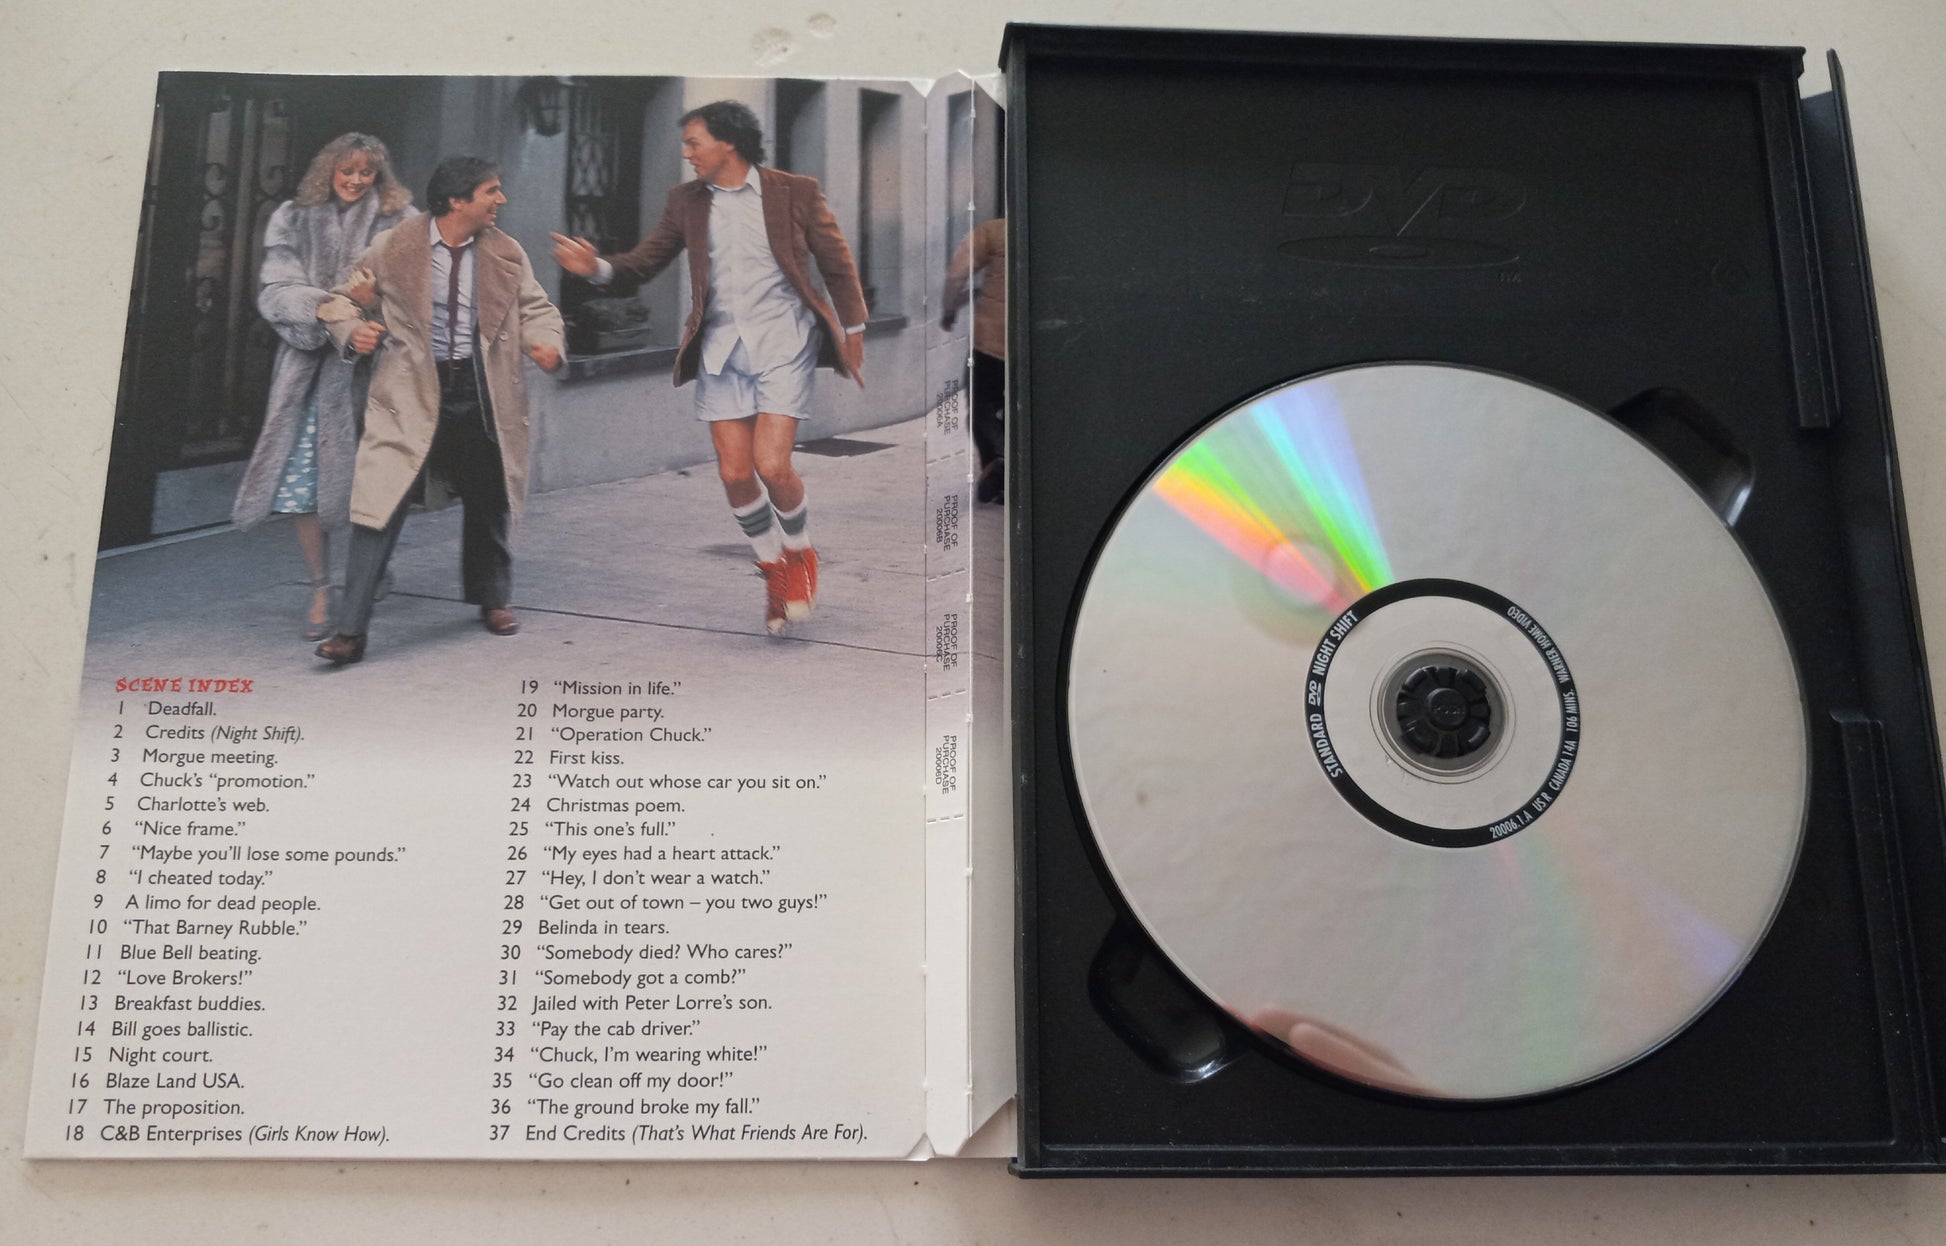 SCENE INDEX
1 Deadfall.
2 Credits (Night Shift).
3 Morgue meeting.
4 Chuck's “promotion.”
5 Charlotte's web.
6 “Nice frame.”
7 “Maybe you'll lose some pounds.”
8 “I cheated today.”
9 A limo for dead people.
10 “That Barney Rubble.”
11 Blue Bell beating.
12 “Love Brokers!”
13 Breakfast buddies.
14 Bill goes ballistic.
15 Night court.
16 Blaze Land USA.
17 The proposition.
18 C&B Enterprises (Girls Know How).
19 “Mission in life.”
20 Morgue party.
21 “Operation Chuck.”
22 First kiss.
23 “Watch out whose car you sit on.”
24 Christmas poem.
25 “This one's full.”
26 “My eyes had a heart attack.”
27 “Hey, I don't wear a watch.”
28 “Get out of town – you two guys!”
29 Belinda in tears.
30 “Somebody died? Who cares?”
31 “Somebody got a comb?”
32 Jailed with Peter Lorre's son.
33 “Pay the cab driver.”
34 “Chuck, I'm wearing white!”
35 “Go clean off my door!”
36 “The ground broke my fall.”
37 End Credits (That's What Friends Are For).
PROOF OF
PURCHASE
20006A
PROOF OF
PURCHASE
20006B
PROOF OF
PURCHASE
20006C
PROOF OF
PURCHASE
20006D
DVD
STANDARD DVD NIGHT SHIFT
20006.1.A US R CANADA 14A 106 MINS. WARNER HOME VIDEO